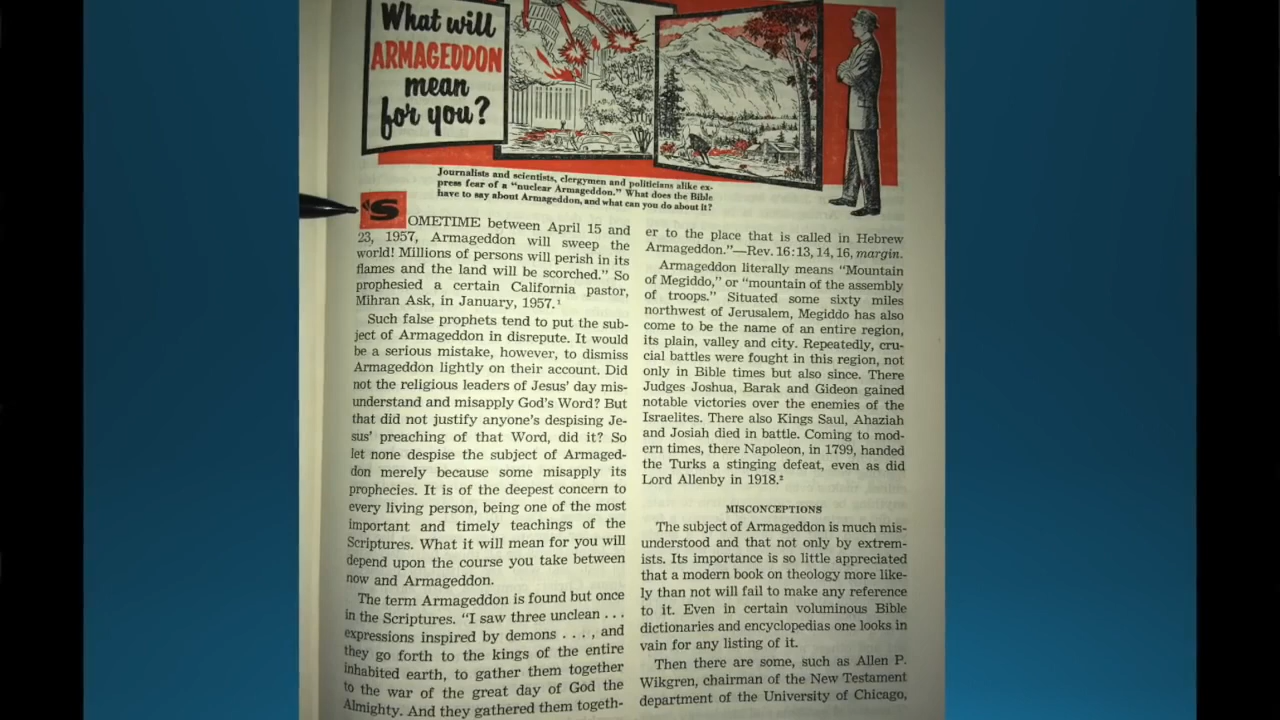 What will
ARMAGEDDON
mean
for you?
Journalists and scientists, clergymen and politicians alike ex-
press fear of a "nuclear Armageddon." What does the Bible
have to say about Armageddon, and what can you do about it?
"SOMETIME between April 15 and
23, 1957, Armageddon will sweep the
world! Millions of persons will perish in its
flames and the land will be scorched." So
prophesied a certain California pastor,
Mihran Ask, in January, 1957.¹
Such false prophets tend to put the sub-
ject of Armageddon in disrepute. It would
be a serious mistake, however, to dismiss
Armageddon lightly on their account. Did
not the religious leaders of Jesus' day mis-
understand and misapply God's Word? But
that did not justify anyone's despising Je-
sus' preaching of that Word, did it? So
let none despise the subject of Armaged-
don merely because some misapply its
prophecies. It is of the deepest concern to
every living person, being one of the most
important and timely teachings of the
Scriptures. What it will mean for you will
depend upon the course you take between
now and Armageddon.
The term Armageddon is found but once
in the Scriptures. "I saw three unclean . . .
expressions inspired by demons . . . , and
they go forth to the kings of the entire
inhabited earth, to gather them together
to the war of the great day of God the
Almighty. And they gathered them togeth-
er to the place that is called in Hebrew
Armageddon."—Rev. 16:13, 14, 16, margin.
Armageddon literally means "Mountain
of Megiddo," or "mountain of the assembly
of troops." Situated some sixty miles
northwest of Jerusalem, Megiddo has also
come to be the name of an entire region,
its plain, valley and city. Repeatedly, cru-
cial battles were fought in this region, not
only in Bible times but also since. There
Judges Joshua, Barak and Gideon gained
notable victories over the enemies of the
Israelites. There also Kings Saul, Ahaziah
and Josiah died in battle. Coming to mod-
ern times, there Napoleon, in 1799, handed
the Turks a stinging defeat, even as did
Lord Allenby in 1918.²
MISCONCEPTIONS
The subject of Armageddon is much mis-
understood and that not only by extrem-
ists. Its importance is so little appreciated
that a modern book on theology more like-
ly than not will fail to make any reference
to it. Even in certain voluminous Bible
dictionaries and encyclopedias one looks in
vain for any listing of it.
Then there are some, such as Allen P.
Wikgren, chairman of the New Testament
department of the University of Chicago,